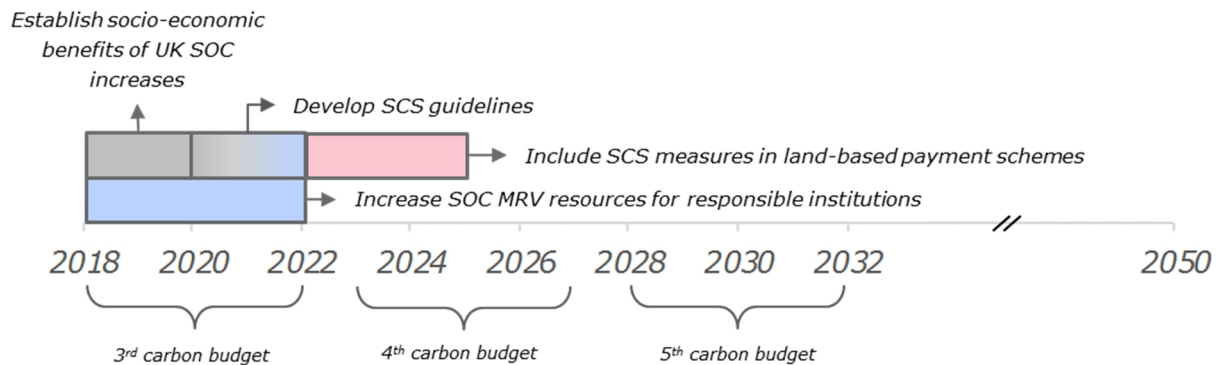 Establish socio-economic
benefits of UK SOC
increases
Develop SCS guidelines
Include SCS measures in land-based payment schemes
Increase SOC MRV resources for responsible institutions
2018 2020 2022 2024 2026 2028 2030 2032 2050
3rd carbon budget 4th carbon budget 5th carbon budget